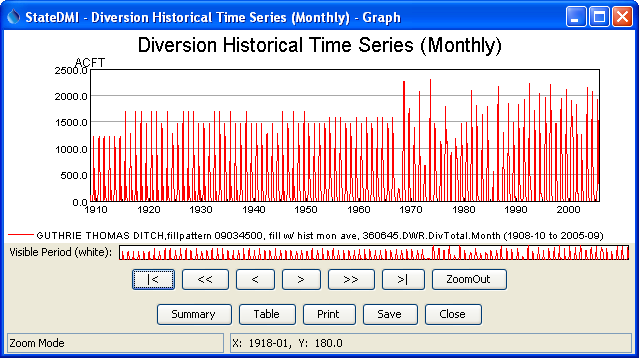 StateDMI - Diversion Historical Time Series (Monthly) - Graph
Diversion Historical Time Series (Monthly)
ACFT
2500.0
2000.0
1500.0
1000.0
500.0
0.0
1910 1920 1930 1940 1950 1960 1970 1980 1990 2000
GUTHRIE THOMAS DITCH,fillpattern 09034500, fill w/ hist mon ave, 360645.DWR.DivTotal.Month (1908-10 to 2005-09)
Visible Period (white):
|< << < > >> >| ZoomOut
Summary Table Print Save Close
Zoom Mode X: 1918-01, Y: 180.0